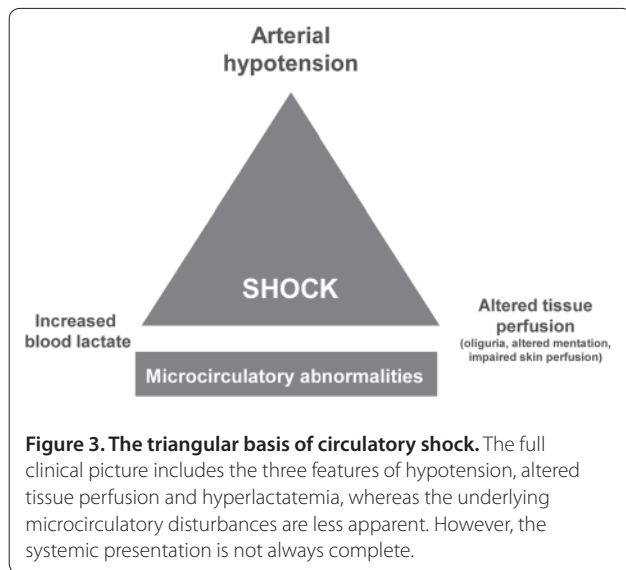 Arterial
hypotension
SHOCK
Increased
blood lactate
Altered tissue
perfusion
(oliguria, altered mentation,
impaired skin perfusion)
Microcirculatory abnormalities
Figure 3. The triangular basis of circulatory shock. The full
clinical picture includes the three features of hypotension, altered
tissue perfusion and hyperlactatemia, whereas the underlying
microcirculatory disturbances are less apparent. However, the
systemic presentation is not always complete.